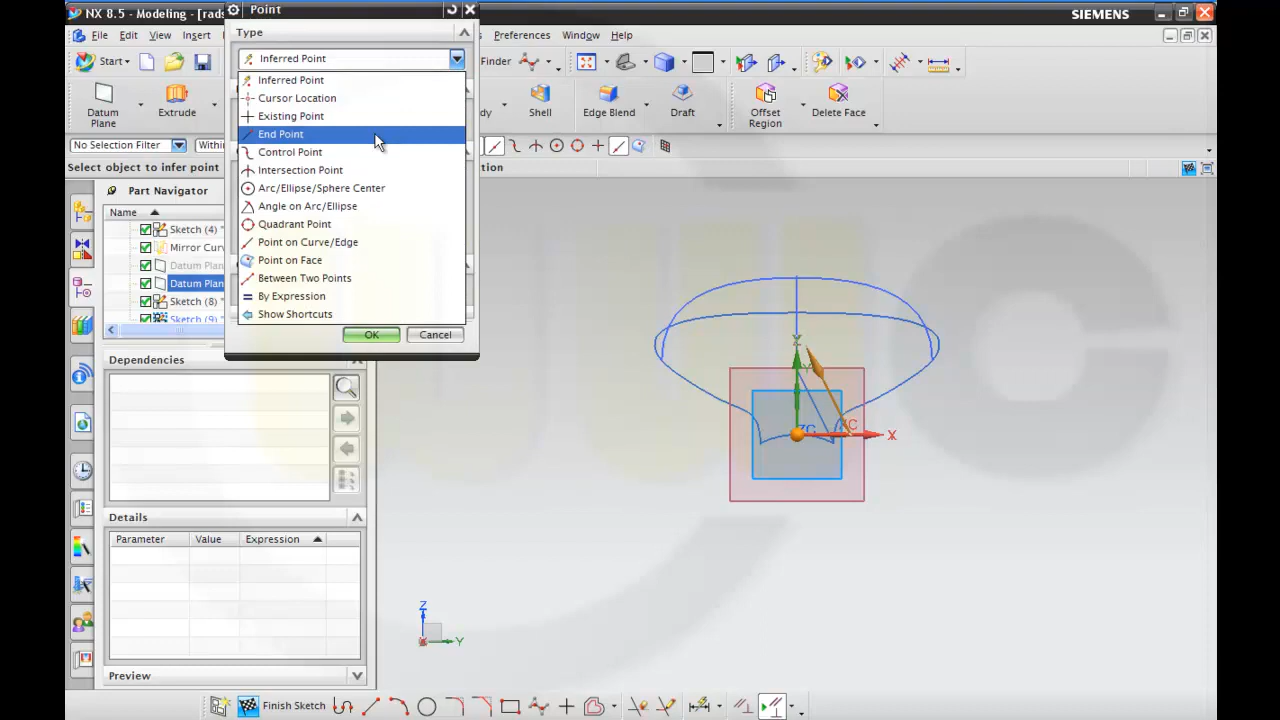 NX 8.5 - Modeling - [rads
Point
SIEMENS
File
Edit
View
Insert
Preferences
Window
Help
Type
Inferred Point
Start
Finder
Inferred Point
Cursor Location
Existing Point
End Point
Control Point
Intersection Point
Arc/Ellipse/Sphere Center
Angle on Arc/Ellipse
Quadrant Point
Point on Curve/Edge
Point on Face
Between Two Points
By Expression
Show Shortcuts
OK
Cancel
Datum
Plane
Extrude
dy
Shell
Edge Blend
Draft
Offset
Region
Delete Face
No Selection Filter
Within
Select object to infer point
tion
Part Navigator
Name
Sketch (4) "
Mirror Curv
Datum Plan
Datum Plan
Sketch (8) "
Sketch (9) "
Dependencies
Details
Parameter
Value
Expression
Preview
X
Z
Y
Finish Sketch